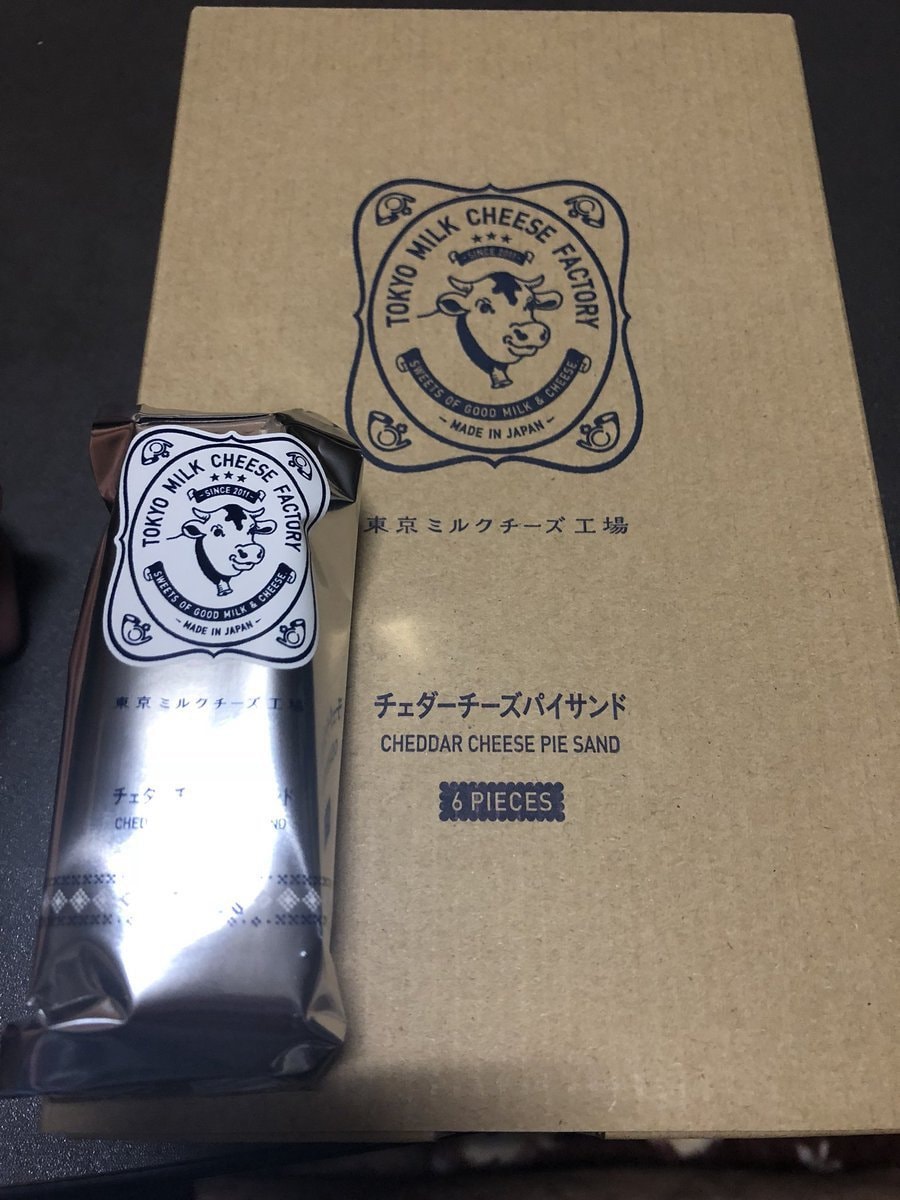 TOKYO MILK CHEESE FACTORY
SINCE 2011
SWEETS OF GOOD MILK & CHEESE
MADE IN JAPAN
東京ミルクチーズ工場
チェダーチーズパイサンド
CHEDDAR CHEESE PIE SAND
6 PIECES
TOKYO MILK CHEESE FACTORY
SINCE 2011
SWEETS OF GOOD MILK & CHEESE
MADE IN JAPAN
東京ミルクチーズ工場